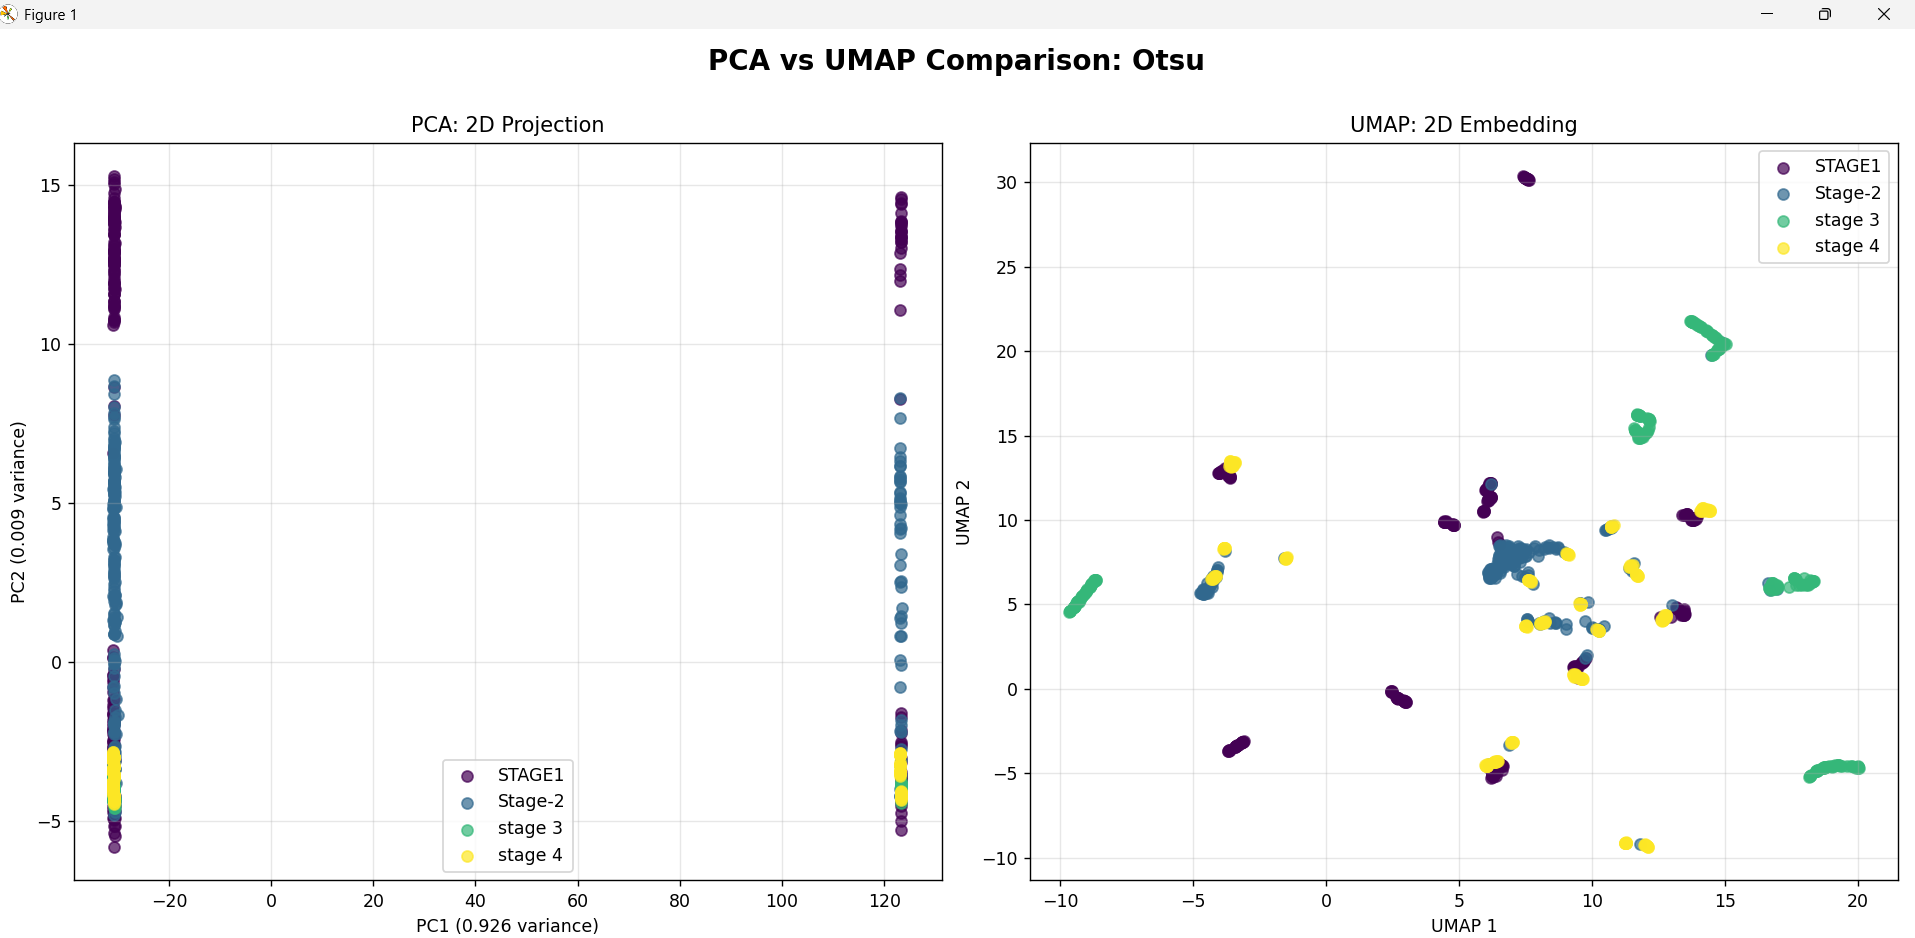 Figure 1
PCA vs UMAP Comparison: Otsu
PCA: 2D Projection
15
10
5
0
−5
−20
0
20
40
60
80
100
120
PC2 (0.009 variance)
PC1 (0.926 variance)
STAGE1
Stage-2
stage 3
stage 4
UMAP: 2D Embedding
30
25
20
15
10
5
0
−5
−10
−10
−5
0
5
10
15
20
UMAP 2
UMAP 1
STAGE1
Stage-2
stage 3
stage 4